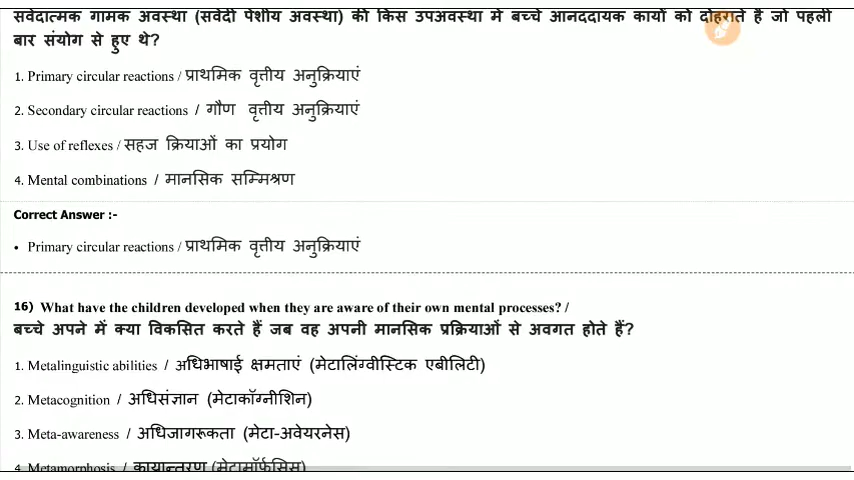 संवेदात्मक गामक अवस्था (संवेदी पेशीय अवस्था) की किस उपअवस्था में बच्चे आनंददायक कार्यों को दोहराते हैं जो पहली
बार संयोग से हुए थे?
1. Primary circular reactions / प्राथमिक वृत्तीय अनुक्रियाएं
2. Secondary circular reactions / गौण वृत्तीय अनुक्रियाएं
3. Use of reflexes / सहज क्रियाओं का प्रयोग
4. Mental combinations / मानसिक सम्मिश्रण
Correct Answer :-
• Primary circular reactions / प्राथमिक वृत्तीय अनुक्रियाएं
16) What have the children developed when they are aware of their own mental processes? /
बच्चे अपने में क्या विकसित करते हैं जब वह अपनी मानसिक प्रक्रियाओं से अवगत होते हैं?
1. Metalinguistic abilities / अधिभाषाई क्षमताएं (मेटालिंग्वीस्टिक एबीलिटी)
2. Metacognition / अधिसंज्ञान (मेटाकॉग्नीशिन)
3. Meta-awareness / अधिजागरूकता (मेटा-अवेयरनेस)
4. Metamorphosis / कायान्तरण (मेटामॉर्फसिस)